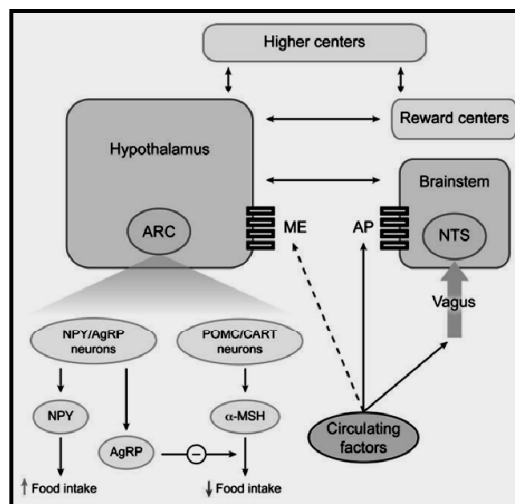 Higher centers
Reward centers
Hypothalamus
Brainstem
ARC
ME
AP
NTS
Vagus
NPY/AgRP
neurons
POMC/CART
neurons
NPY
α-MSH
AgRP
−
Circulating
factors
↑ Food intake
↓ Food intake